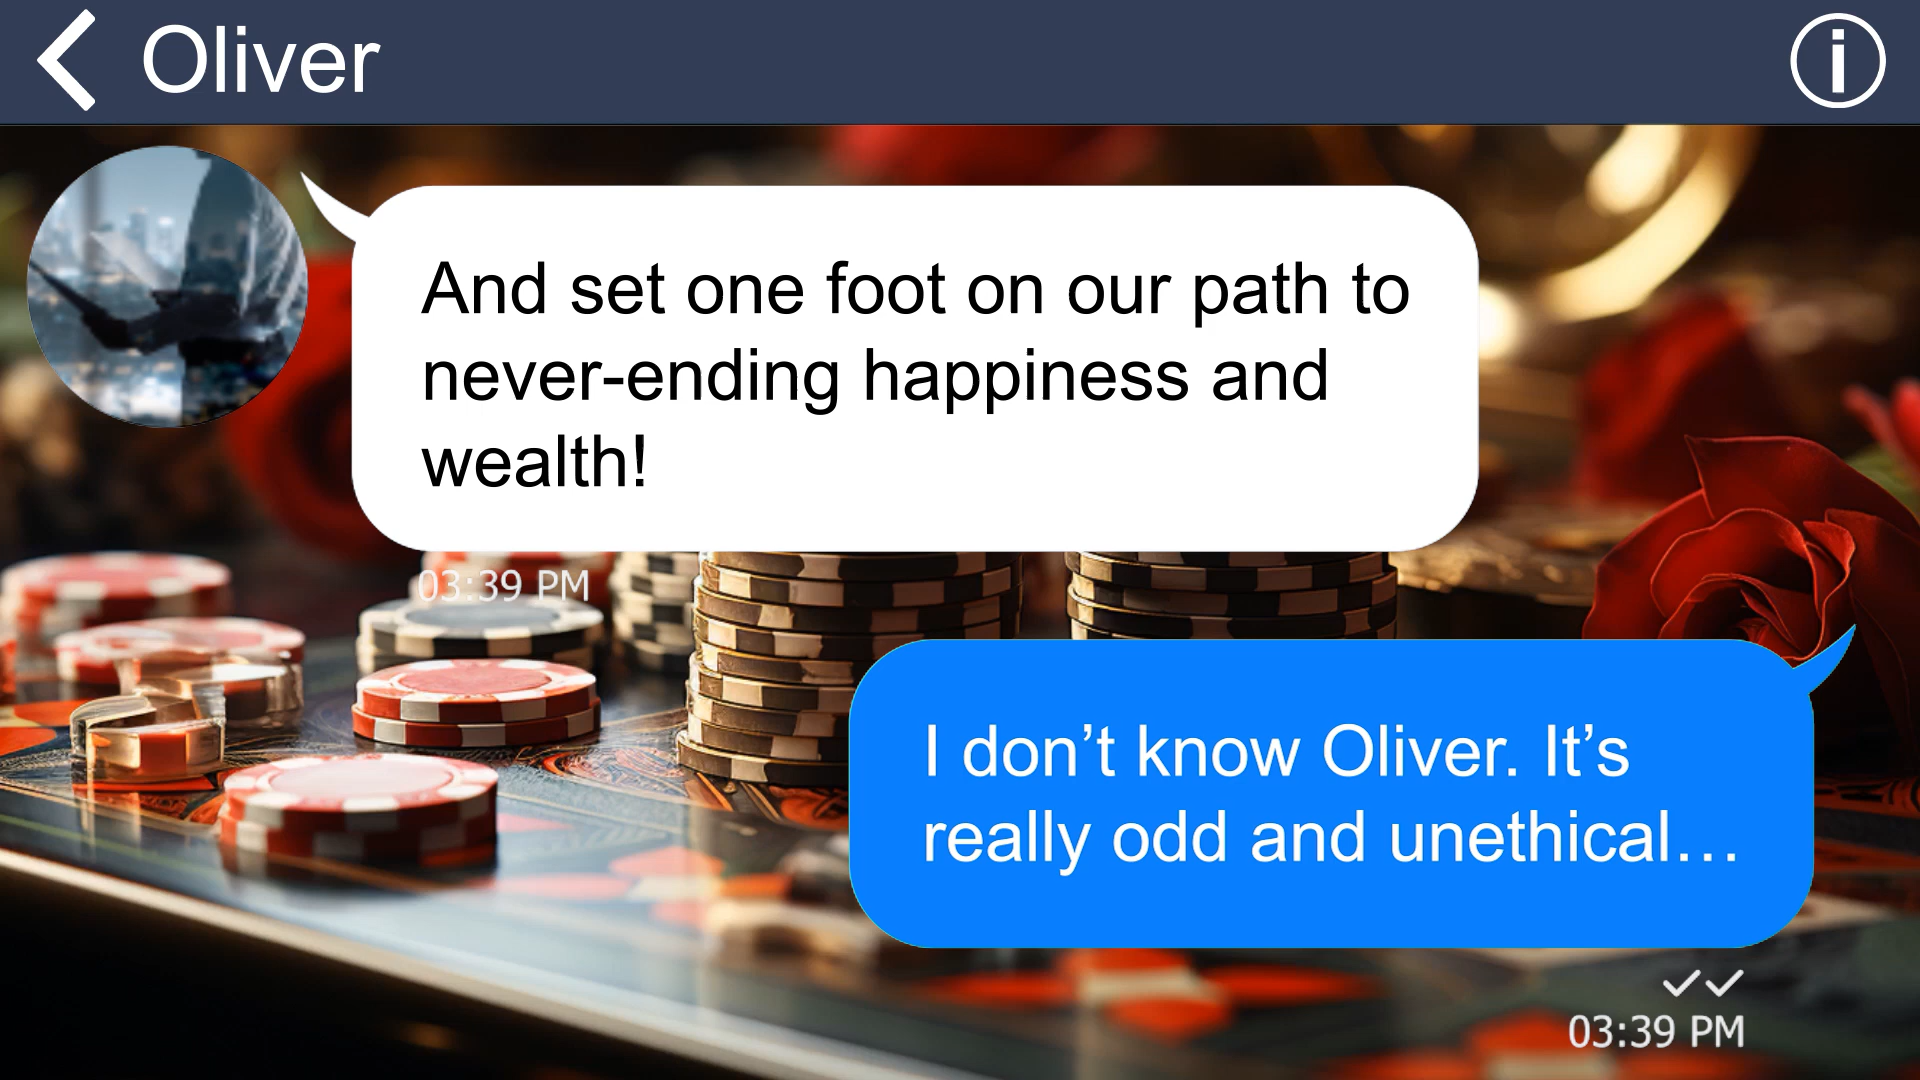 Oliver
And set one foot on our path to
never-ending happiness and
wealth!
03:39 PM
I don’t know Oliver. It’s
really odd and unethical…
03:39 PM